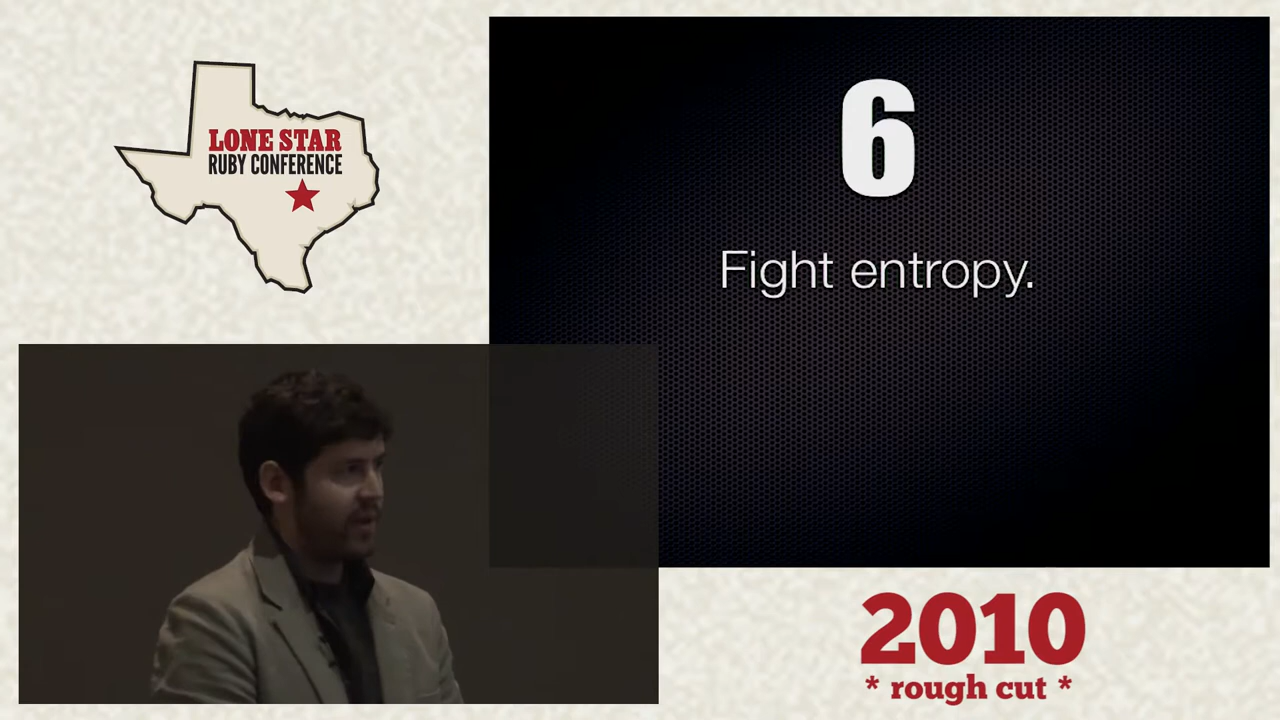 LONE STAR
RUBY CONFERENCE
6
Fight entropy.
2010
* rough cut *